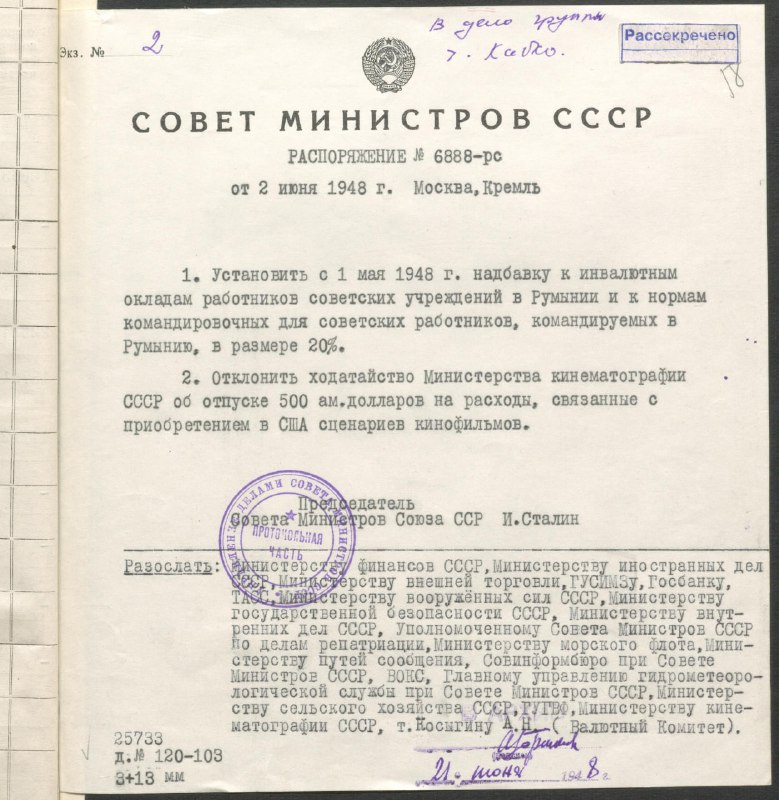 Экз. №
2
В дело группы
т.
Рассекречено
СОВЕТ МИНИСТРОВ СССР
РАСПОРЯЖЕНИЕ № 6888-рс
от 2 июня 1948 г. Москва,Кремль
1. Установить с 1 мая 1948 г. надбавку к инвалютным
окладам работников советских учреждений в Румынии и к нормам
командировочных для советских работников, командируемых в
Румынию, в размере 20%.
2. Отклонить ходатайство Министерства кинематографии
СССР об отпуске 500 ам.долларов на расходы, связанные с
приобретением в США сценариев кинофильмов.
Председатель
Совета Министров Союза ССР И.Сталин
ПРОТОКОЛЬНАЯ
ЧАСТЬ
Разослать: Министерству финансов СССР,Министерству иностранных дел
СССР,Министерству внешней торговли,ГУСИМЗу,Госбанку,
ТАСС,Министерству вооружённых сил СССР,Министерству
государственной безопасности СССР, Министерству внут-
ренних дел СССР, Уполномоченному Совета Министров СССР
по делам репатриации,Министерству морского флота,Мини-
стерству путей сообщения, Совинформбюро при Совете
Министров СССР, ВОКС, Главному управлению гидрометеоро-
логической службы при Совете Министров СССР,Министер-
ству сельского хозяйства СССР,ГУГВФ,Министерству кине-
матографии СССР, т.Косыгину А.Н. ( Валютный Комитет).
25733
д.№ 120-103
3+13 мм
21. июня 1948 г.